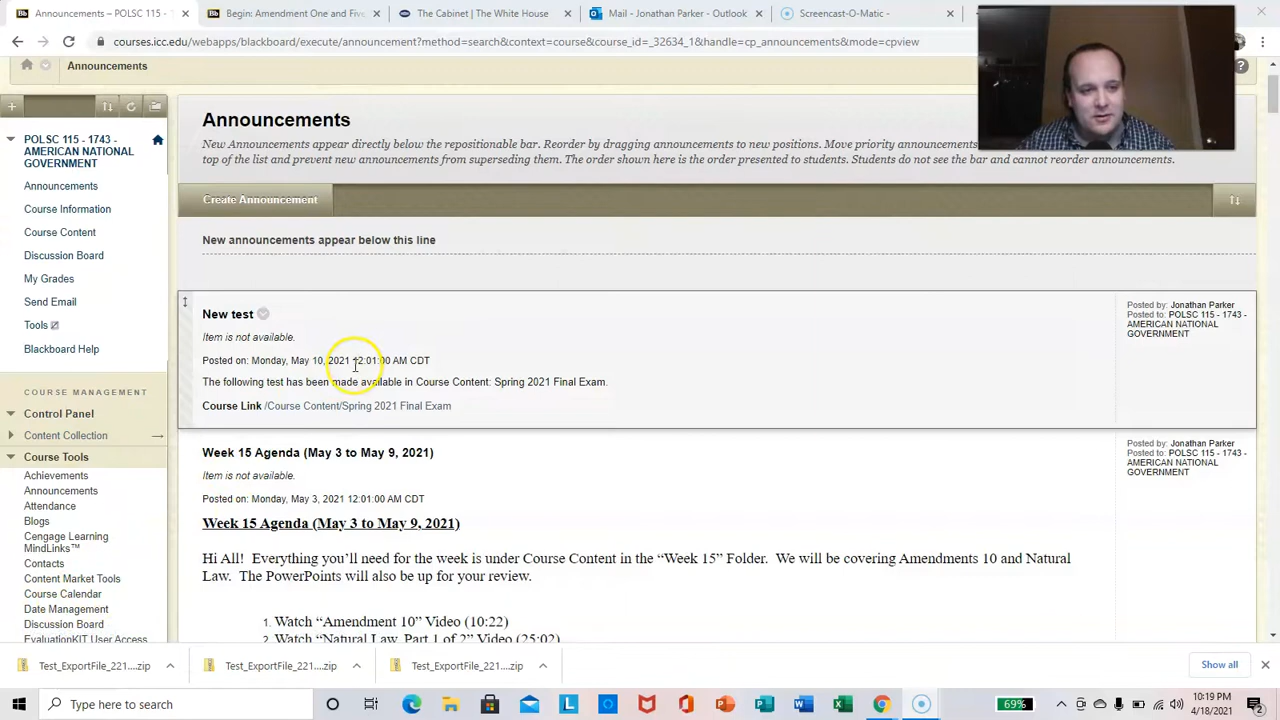 Announcements – POLSC 115 -
Begin: Amendment One and Five
The Cabinet | The White House
Mail - Jonathan Parker - Outlook
Screencast-O-Matic -
courses.icc.edu/webapps/blackboard/execute/announcement?method=search&context=course&course_id=_32634_1&handle=cp_announcements&mode=cpview
Announcements
POLSC 115 - 1743 -
AMERICAN NATIONAL
GOVERNMENT
Announcements
Course Information
Course Content
Discussion Board
My Grades
Send Email
Tools
Blackboard Help
COURSE MANAGEMENT
Control Panel
Content Collection
Course Tools
Achievements
Announcements
Attendance
Blogs
Cengage Learning
MindLinks™
Contacts
Content Market Tools
Course Calendar
Date Management
Discussion Board
EvaluationKIT User Access
Announcements
New Announcements appear directly below the repositionable bar. Reorder by dragging announcements to new positions. Move priority announcements
top of the list and prevent new announcements from superseding them. The order shown here is the order presented to students. Students do not see the bar and cannot reorder announcements.
Create Announcement
New announcements appear below this line
New test
Item is not available.
Posted on: Monday, May 10, 2021 12:01:00 AM CDT
The following test has been made available in Course Content: Spring 2021 Final Exam.
Course Link /Course Content/Spring 2021 Final Exam
Posted by: Jonathan Parker
Posted to: POLSC 115 - 1743 -
AMERICAN NATIONAL
GOVERNMENT
Week 15 Agenda (May 3 to May 9, 2021)
Item is not available.
Posted on: Monday, May 3, 2021 12:01:00 AM CDT
Posted by: Jonathan Parker
Posted to: POLSC 115 - 1743 -
AMERICAN NATIONAL
GOVERNMENT
Week 15 Agenda (May 3 to May 9, 2021)
Hi All! Everything you'll need for the week is under Course Content in the “Week 15” Folder. We will be covering Amendments 10 and Natural
Law. The PowerPoints will also be up for your review.
1. Watch “Amendment 10” Video (10:22)
2. Watch “Natural Law, Part 1 of 2” Video (25:02)
Test_ExportFile_221....zip
Test_ExportFile_221....zip
Test_ExportFile_221....zip
Show all
Type here to search
69%
10:19 PM
4/18/2021
2